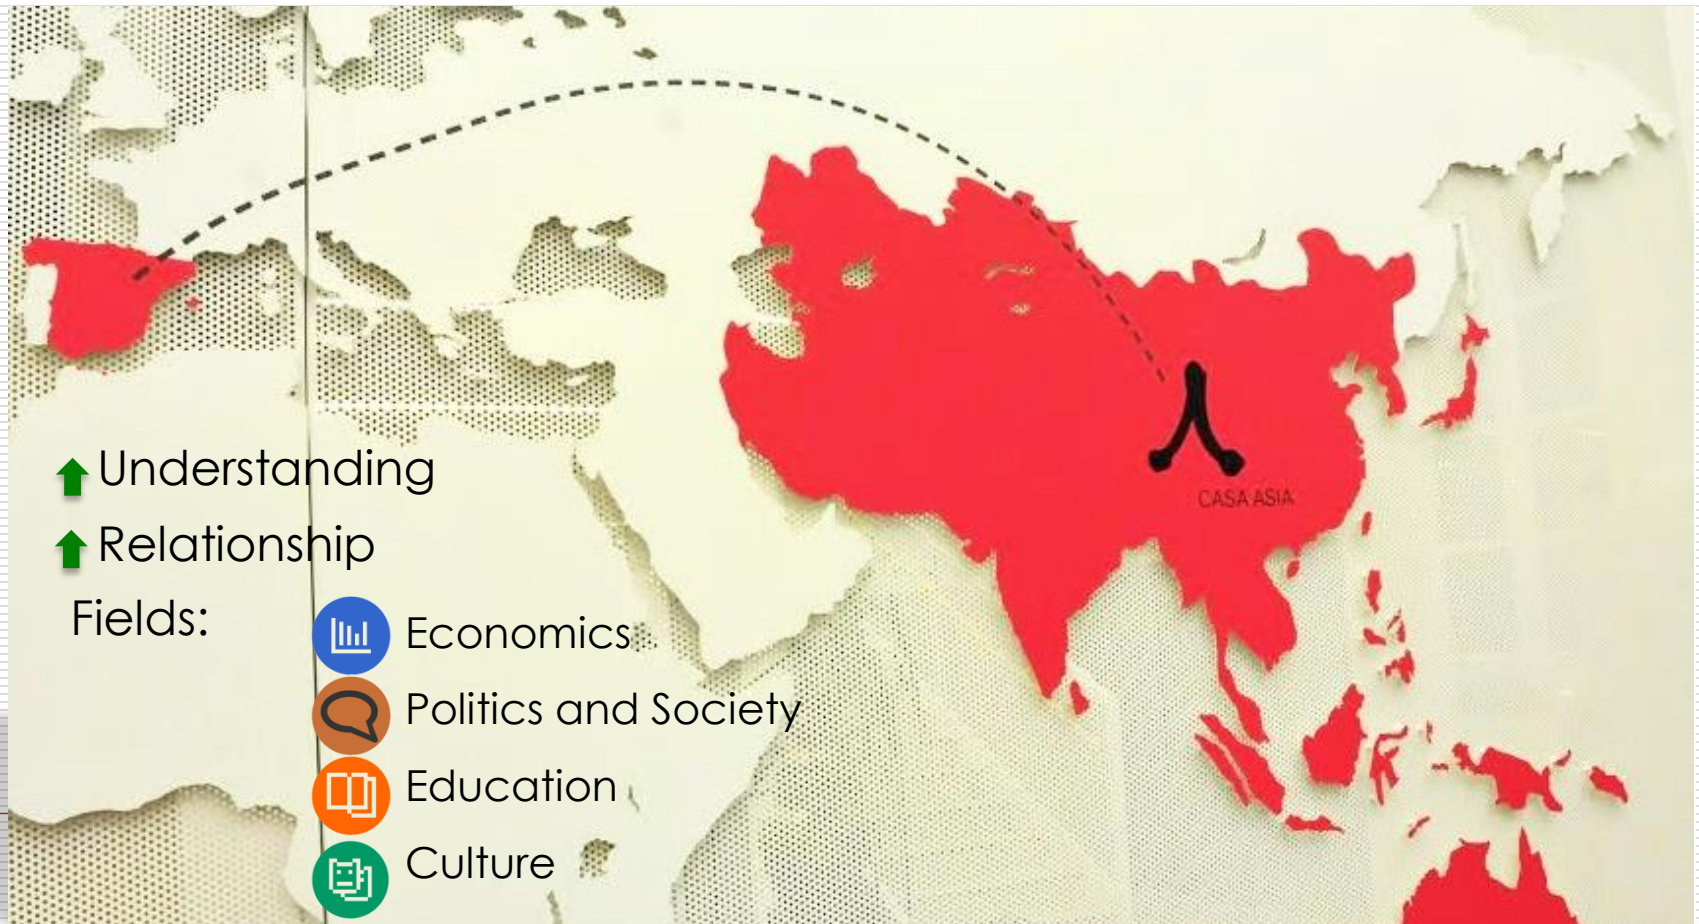 CASA ASIA
Understanding
Relationship
Fields:
Economics
Politics and Society
Education
Culture